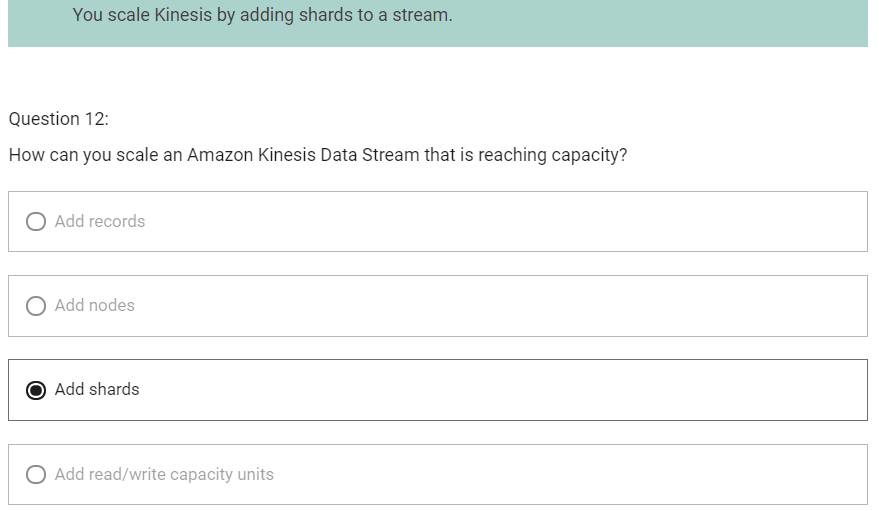 You scale Kinesis by adding shards to a stream.
Question 12:
How can you scale an Amazon Kinesis Data Stream that is reaching capacity?
Add records
Add nodes
Add shards
Add read/write capacity units